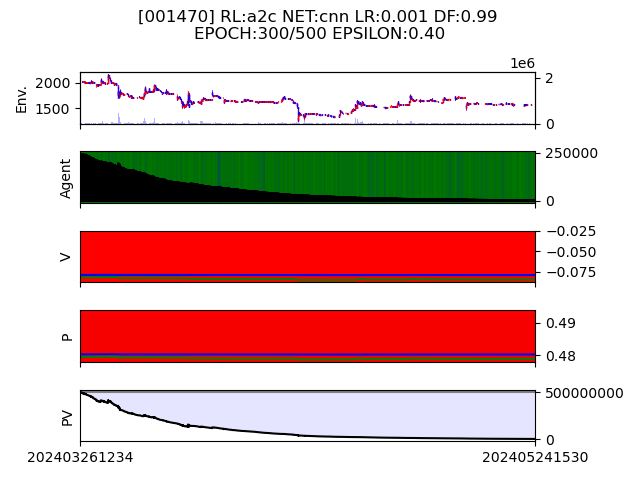 [001470] RL:a2c NET:cnn LR:0.001 DF:0.99
EPOCH:300/500 EPSILON:0.40
1e6
Env.
2000
1500
2
0
Agent
250000
0
V
−0.025
−0.050
−0.075
P
0.49
0.48
PV
500000000
0
202403261234
202405241530